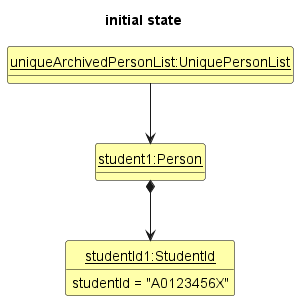 initial state
uniqueArchivedPersonList:UniquePersonList
student1:Person
studentId1:StudentId
studentId = "A0123456X"